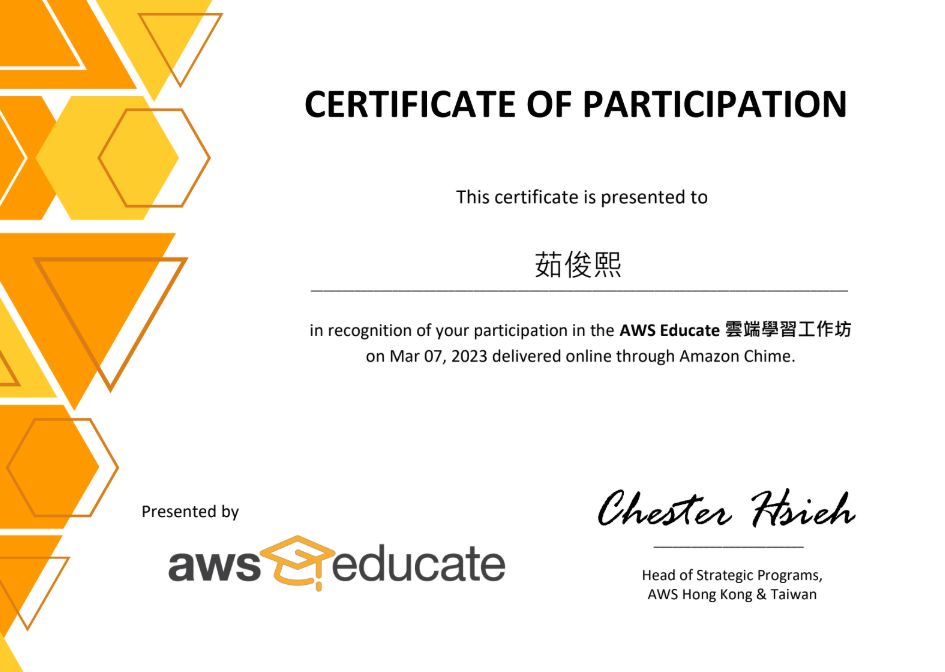 CERTIFICATE OF PARTICIPATION
This certificate is presented to
茹俊熙
in recognition of your participation in the AWS Educate 雲端學習工作坊
on Mar 07, 2023 delivered online through Amazon Chime.
Presented by
aws educate
Chester Hsieh
Head of Strategic Programs,
AWS Hong Kong & Taiwan